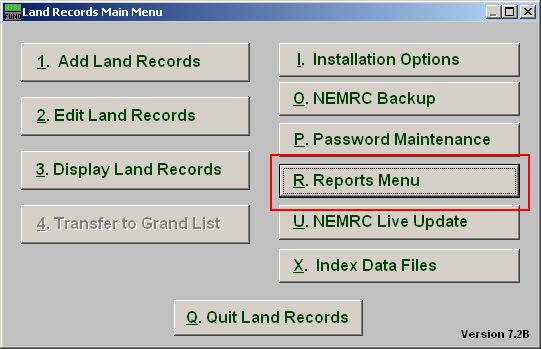 LAND
FUND
Land Records Main Menu
1. Add Land Records
2. Edit Land Records
3. Display Land Records
4. Transfer to Grand List
I. Installation Options
O. NEMRC Backup
P. Password Maintenance
R. Reports Menu
U. NEMRC Live Update
X. Index Data Files
Q. Quit Land Records
Version 7.2B